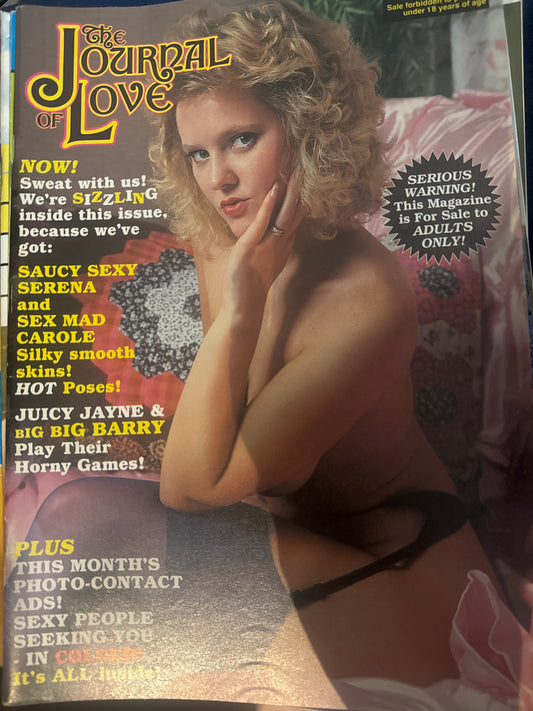 Sale forbidden to
under 18 years of age
The
JOURNAL
OF LOVE
NOW!
Sweat with us!
We're SIZZLING
inside this issue,
because we've
got:
SAUCY SEXY
SERENA
and
SEX MAD
CAROLE
Silky smooth
skins!
HOT Poses!
JUICY JAYNE &
BIG BIG BARRY
Play Their
Horny Games!
SERIOUS
WARNING!
This Magazine
is For Sale to
ADULTS
ONLY!
PLUS
THIS MONTH'S
PHOTO-CONTACT
ADS!
SEXY PEOPLE
SEEKING YOU
- IN
It's ALL inside!